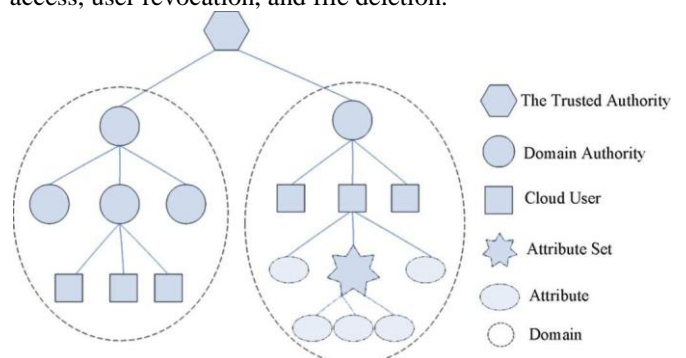 access, user revocation, and file deletion.
The Trusted Authority
Domain Authority
Cloud User
Attribute Set
Attribute
Domain